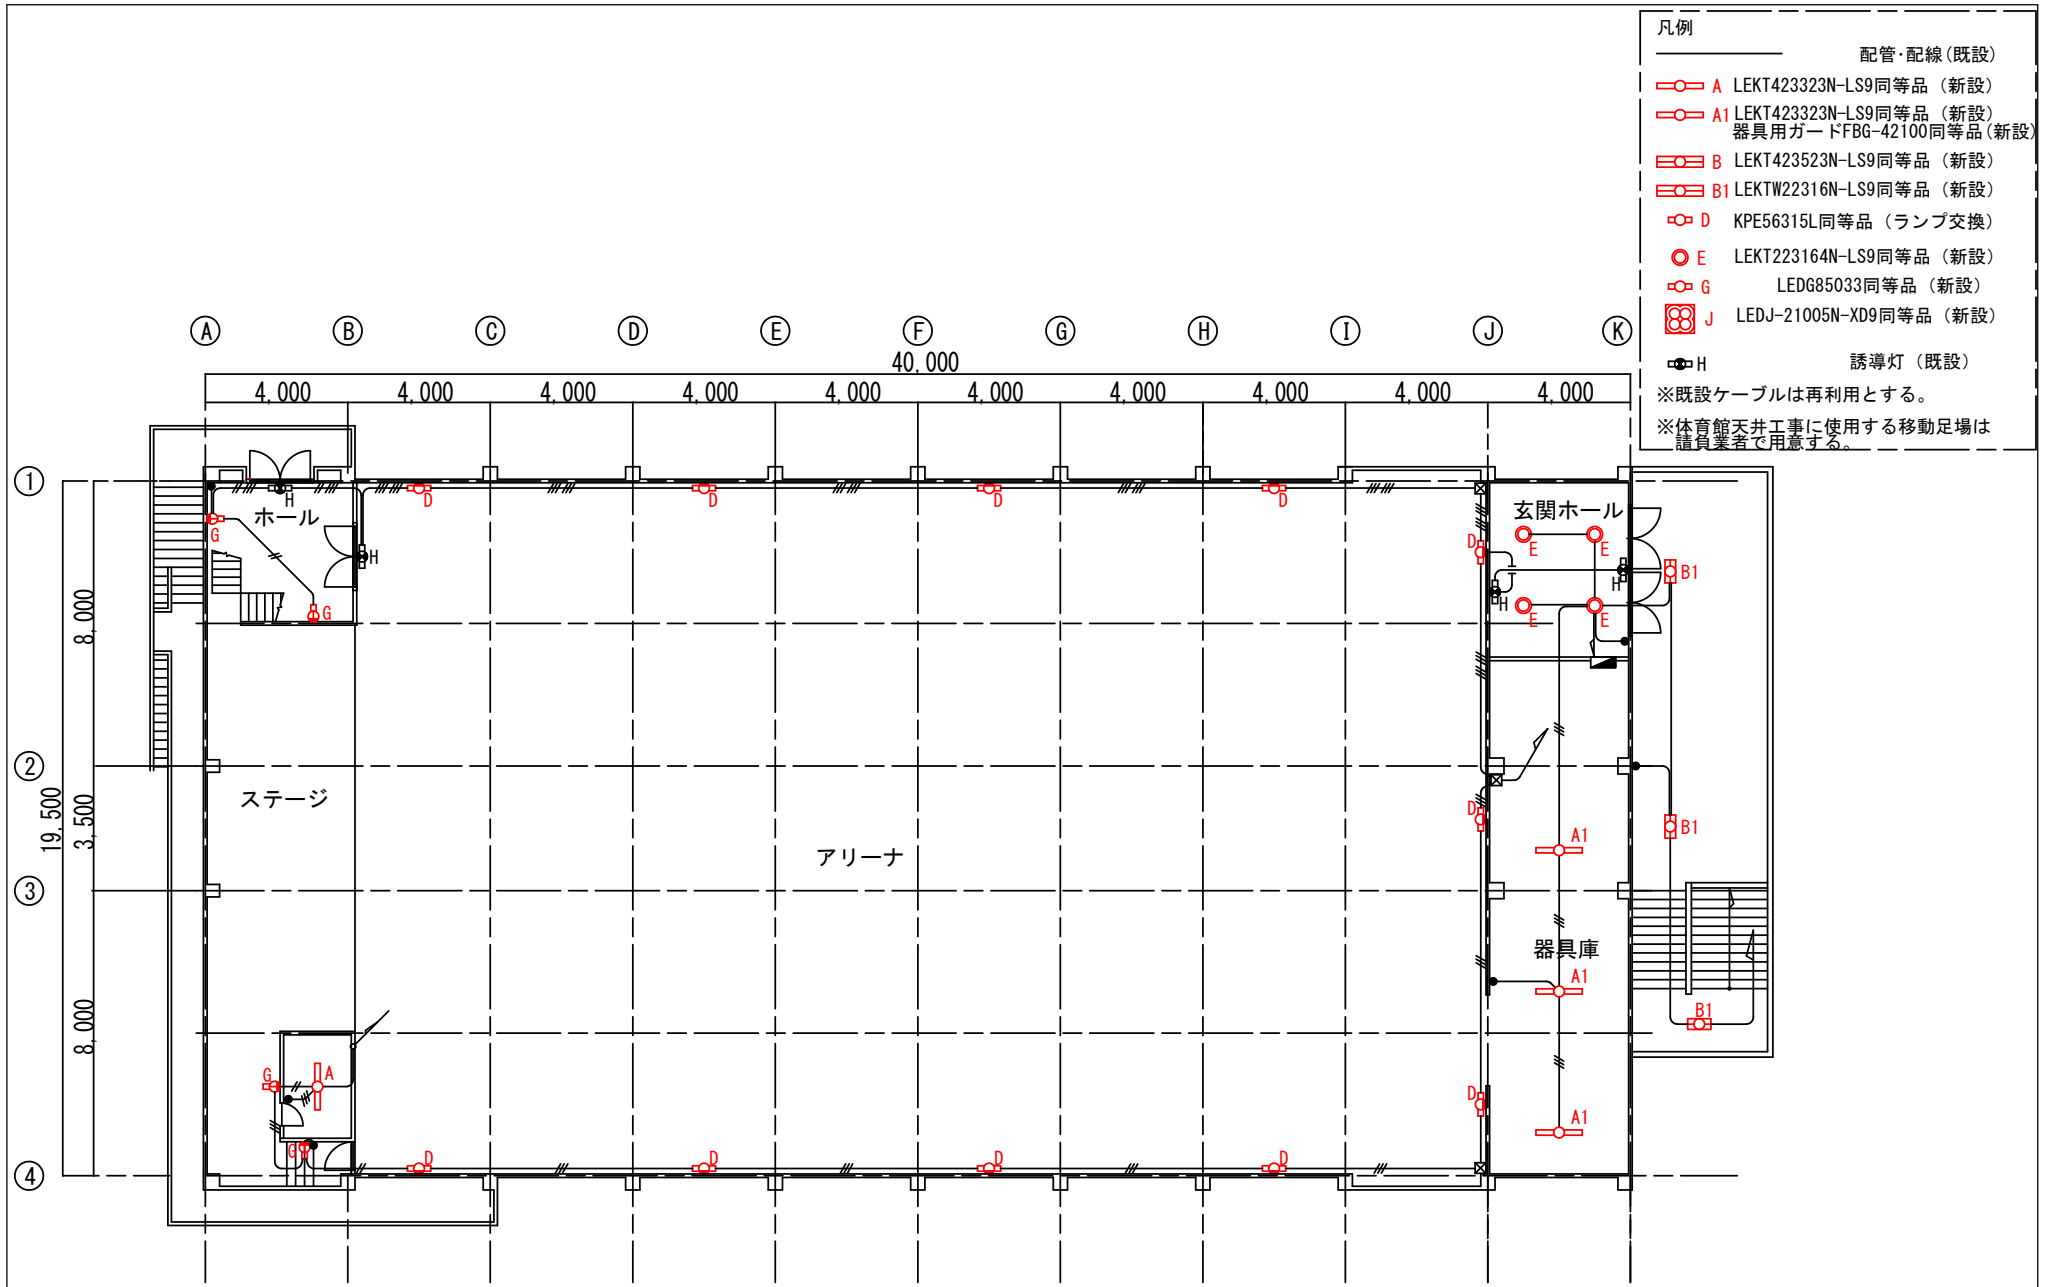 凡例
配管・配線(既設)
A LEKT423323N-LS9同等品（新設）
A1 LEKT423323N-LS9同等品（新設）
器具用ガードFBG-42100同等品(新設)
B LEKT423523N-LS9同等品（新設）
B1 LEKTW22316N-LS9同等品（新設）
D KPE56315L同等品（ランプ交換）
E LEKT223164N-LS9同等品（新設）
G LEDG85033同等品（新設）
J LEDJ-21005N-XD9同等品（新設）
H 誘導灯（既設）
※既設ケーブルは再利用とする。
※体育館天井工事に使用する移動足場は
請負業者で用意する。
A B C D E F G H I J K
40,000
4,000 4,000 4,000 4,000 4,000 4,000 4,000 4,000 4,000 4,000
1
H D D D D
ホール 玄関ホール
G E E
D
H H B1
H E E
G
8,000
2
ステージ
19,500
3,500
D B1
A1
アリーナ
3
器具庫
A1
B1
8,000
G A
D
A1
G
D D D D
4